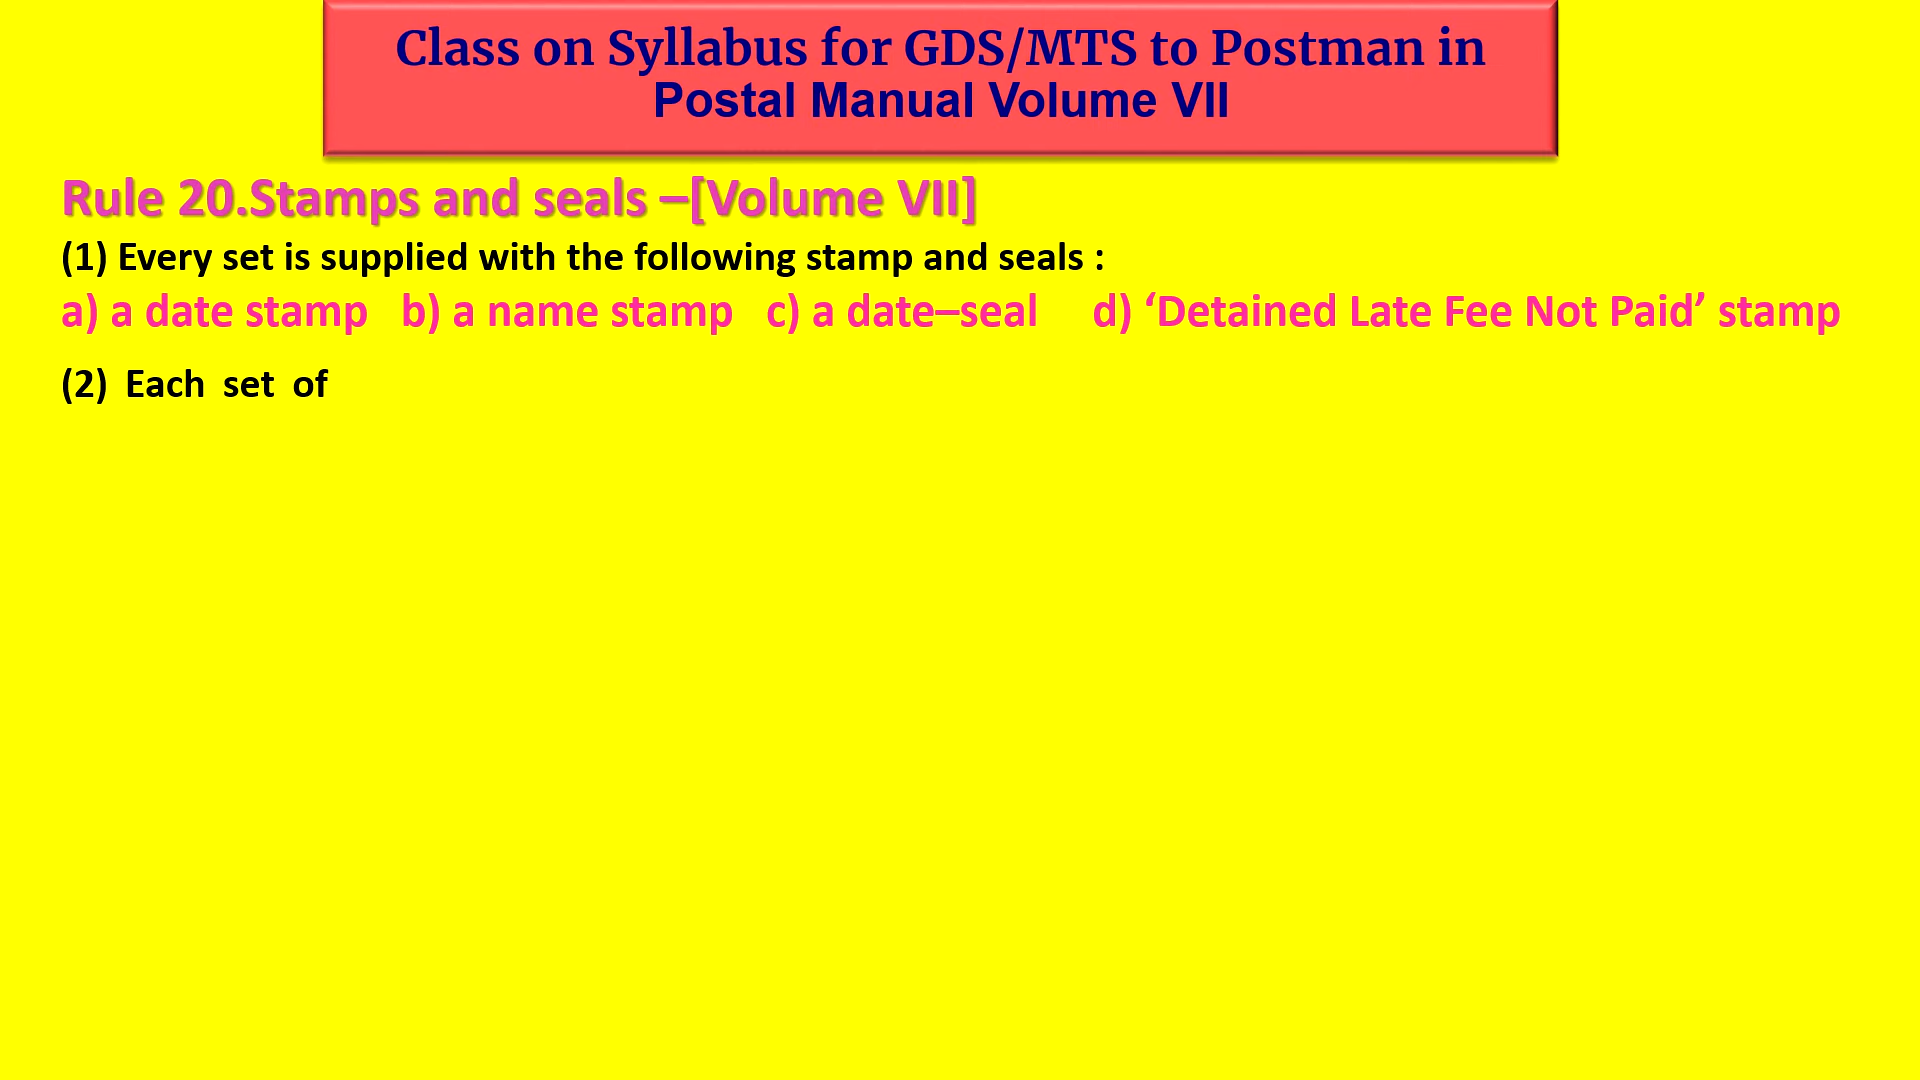 Class on Syllabus for GDS/MTS to Postman in
Postal Manual Volume VII
Rule 20.Stamps and seals –[Volume VII]
(1) Every set is supplied with the following stamp and seals :
a) a date stamp b) a name stamp c) a date–seal d) ‘Detained Late Fee Not Paid’ stamp
(2) Each set of